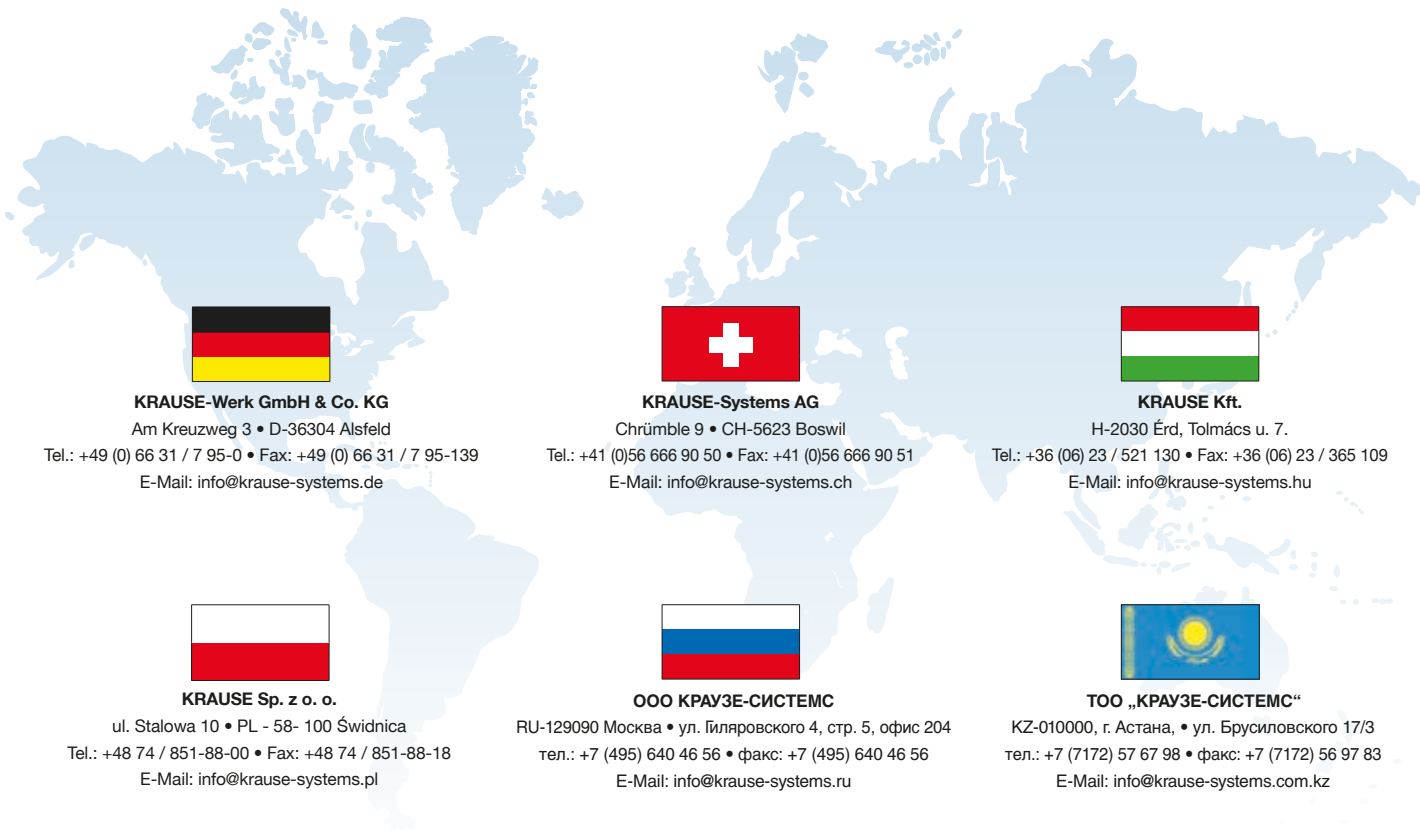 KRAUSE-Werk GmbH & Co. KG
Am Kreuzweg 3 • D-36304 Alsfeld
Tel.: +49 (0) 66 31 / 7 95-0 • Fax: +49 (0) 66 31 / 7 95-139
E-Mail: info@krause-systems.de
KRAUSE-Systems AG
Chrümble 9 • CH-5623 Boswil
Tel.: +41 (0)56 666 90 50 • Fax: +41 (0)56 666 90 51
E-Mail: info@krause-systems.ch
KRAUSE Kft.
H-2030 Érd, Tolmács u. 7.
Tel.: +36 (06) 23 / 521 130 • Fax: +36 (06) 23 / 365 109
E-Mail: info@krause-systems.hu
KRAUSE Sp. z o. o.
ul. Stalowa 10 • PL - 58- 100 Świdnica
Tel.: +48 74 / 851-88-00 • Fax: +48 74 / 851-88-18
E-Mail: info@krause-systems.pl
ООО КРАУЗЕ-СИСТЕМС
RU-129090 Москва • ул. Гиляровского 4, стр. 5, офис 204
тел.: +7 (495) 640 46 56 • факс: +7 (495) 640 46 56
E-Mail: info@krause-systems.ru
ТОО „КРАУЗЕ-СИСТЕМС“
KZ-010000, г. Астана, • ул. Брусиловского 17/3
тел.: +7 (7172) 57 67 98 • факс: +7 (7172) 56 97 83
E-Mail: info@krause-systems.com.kz